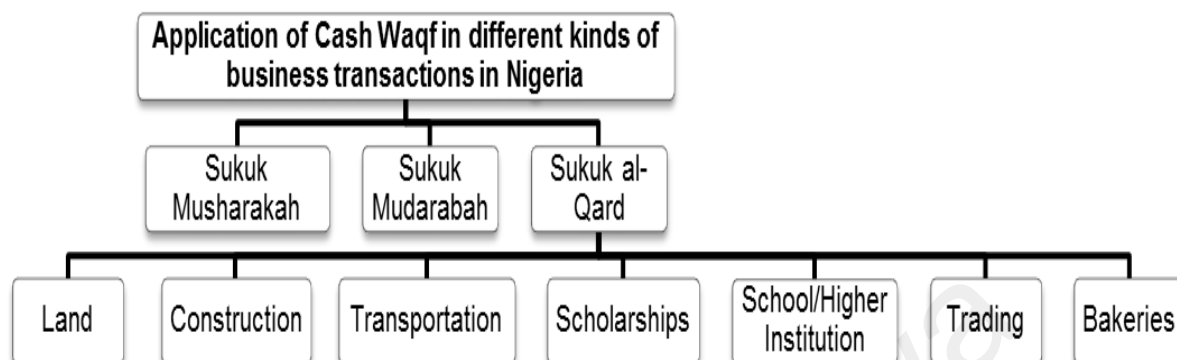 Application of Cash Waqf in different kinds of
business transactions in Nigeria
Sukuk
Musharakah
Sukuk
Mudarabah
Sukuk al-
Qard
Land
Construction
Transportation
Scholarships
School/Higher
Institution
Trading
Bakeries